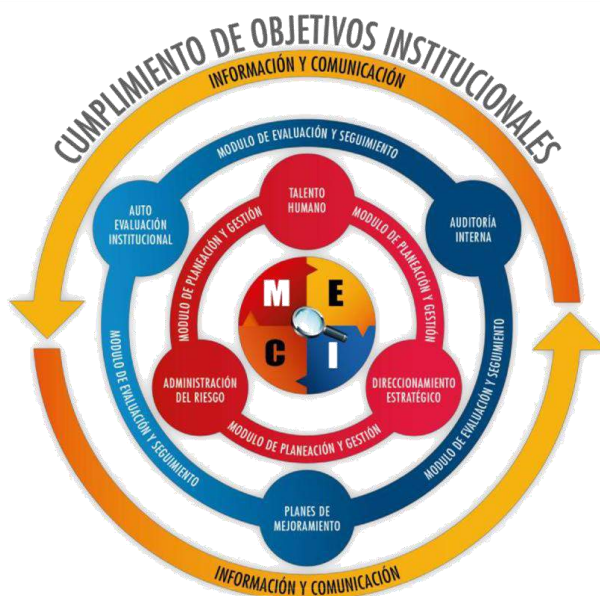 CUMPLIMIENTO DE OBJETIVOS INSTITUCIONALES
INFORMACIÓN Y COMUNICACIÓN
MODULO DE EVALUACIÓN Y SEGUIMIENTO
TALENTO
HUMANO
AUTO
EVALUACIÓN
INSTITUCIONAL
AUDITORÍA
INTERNA
MODULO DE PLANEACIÓN Y GESTIÓN
MODULO DE PLANEACIÓN Y GESTIÓN
M E
C I
ADMINISTRACIÓN
DEL RIESGO
DIRECCIONAMIENTO
ESTRATÉGICO
MODULO DE EVALUACIÓN Y SEGUIMIENTO
MODULO DE EVALUACIÓN Y SEGUIMIENTO
MODULO DE PLANEACIÓN Y GESTIÓN
PLANES DE
MEJORAMIENTO
INFORMACIÓN Y COMUNICACIÓN